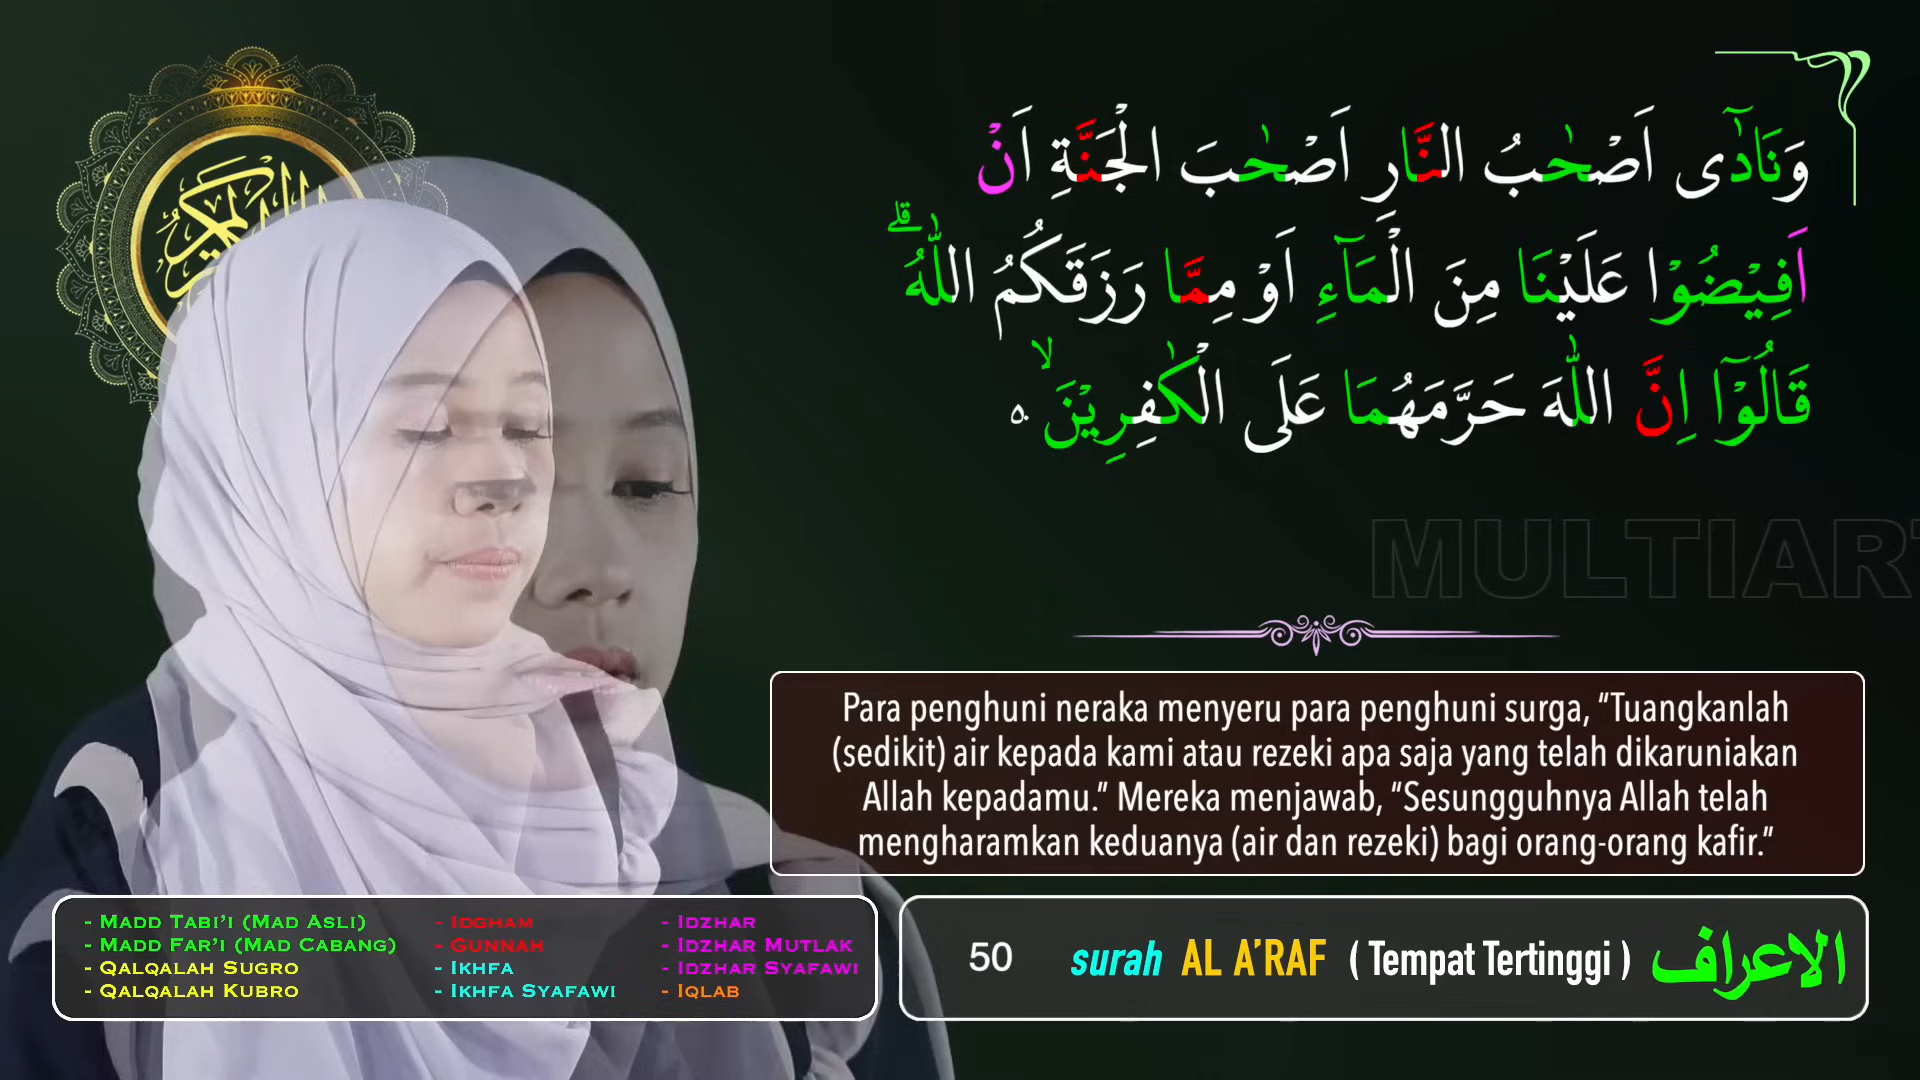 وَنَادٰٓى اَصْحٰبُ النَّارِ اَصْحٰبَ الْجَنَّةِ اَنْ
اَفِيْضُوْا عَلَيْنَا مِنَ الْمَاۤءِ اَوْ مِمَّا رَزَقَكُمُ اللّٰهُ ۗ
قَالُوْٓا اِنَّ اللّٰهَ حَرَّمَهُمَا عَلَى الْكٰفِرِيْنَۙ ٥٠
MULTIART
Para penghuni neraka menyeru para penghuni surga, “Tuangkanlah
(sedikit) air kepada kami atau rezeki apa saja yang telah dikaruniakan
Allah kepadamu.” Mereka menjawab, “Sesungguhnya Allah telah
mengharamkan keduanya (air dan rezeki) bagi orang-orang kafir.”
- Madd Tabi’i (Mad Asli)
- Madd Far’i (Mad Cabang)
- Qalqalah Sugro
- Qalqalah Kubro
- Idgham
- Gunnah
- Ikhfa
- Ikhfa Syafawi
- Idzhar
- Idzhar Mutlak
- Idzhar Syafawi
- Iqlab
50 surah AL A’RAF ( Tempat Tertinggi ) الاعراف